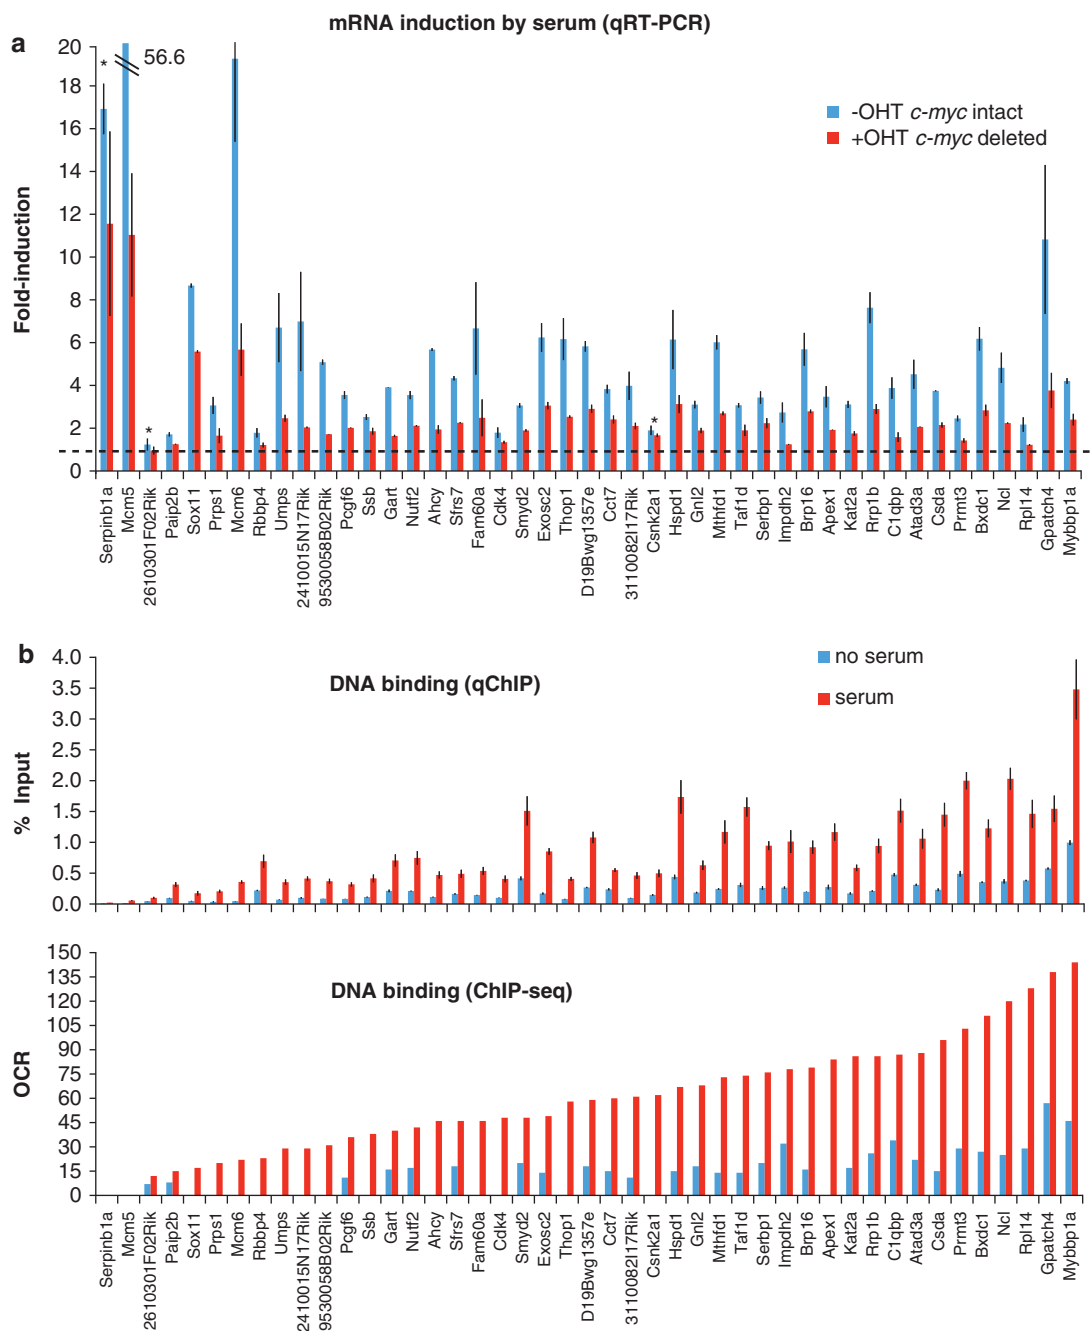 mRNA induction by serum (qRT-PCR)
a
20
18
16
14
12
10
8
6
4
2
0
Fold-induction
*
56.6
*
*
-OHT c-myc intact
+OHT c-myc deleted
Serpinb1a
Mcm5
2610301F02Rik
Paip2b
Sox11
Prps1
Mcm6
Rbbp4
Umps
2410015N17Rik
9530058B02Rik
Pcgf6
Ssb
Gart
Nutf2
Ahcy
Sfrs7
Fam60a
Cdk4
Smyd2
Exosc2
Thop1
D19Bwg1357e
Cct7
3110082I17Rik
Csnk2a1
Hspd1
Gnl2
Mthfd1
Taf1d
Serbp1
Impdh2
Brp16
Apex1
Kat2a
Rrp1b
C1qbp
Atad3a
Csda
Prmt3
Bxdc1
Ncl
Rpl14
Gpatch4
Mybbp1a
b
4.0
3.5
3.0
2.5
2.0
1.5
1.0
0.5
0.0
% Input
DNA binding (qChIP)
no serum
serum
150
135
120
105
90
75
60
45
30
15
0
OCR
DNA binding (ChIP-seq)
Serpinb1a
Mcm5
2610301F02Rik
Paip2b
Sox11
Prps1
Mcm6
Rbbp4
Umps
2410015N17Rik
9530058B02Rik
Pcgf6
Ssb
Gart
Nutf2
Ahcy
Sfrs7
Fam60a
Cdk4
Smyd2
Exosc2
Thop1
D19Bwg1357e
Cct7
3110082I17Rik
Csnk2a1
Hspd1
Gnl2
Mthfd1
Taf1d
Serbp1
Impdh2
Brp16
Apex1
Kat2a
Rrp1b
C1qbp
Atad3a
Csda
Prmt3
Bxdc1
Ncl
Rpl14
Gpatch4
Mybbp1a